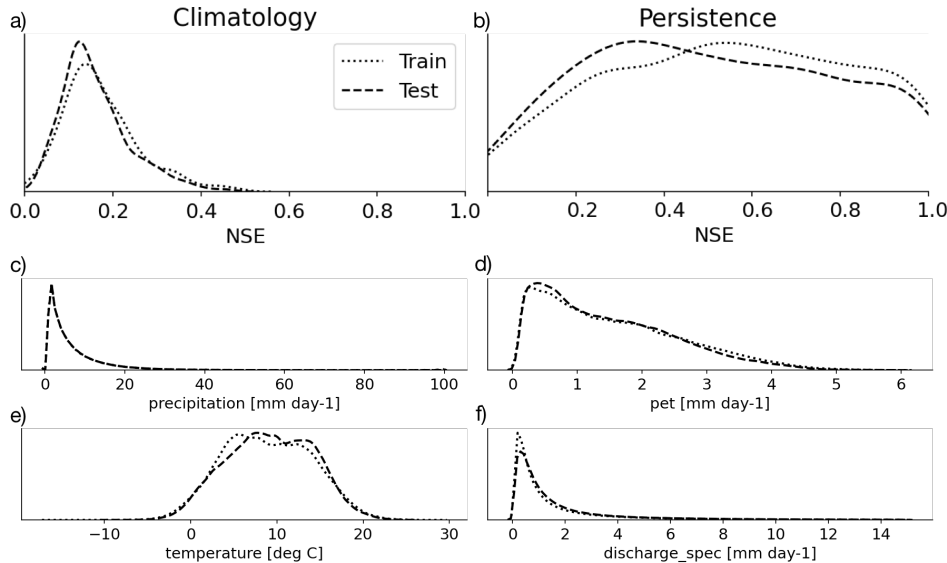 a)
Climatology
b)
Persistence
Train
Test
0.0 0.2 0.4 0.6 0.8 1.0
NSE
0.2 0.4 0.6 0.8 1.0
NSE
c)
d)
0 20 40 60 80 100
precipitation [mm day-1]
0 1 2 3 4 5 6
pet [mm day-1]
e)
f)
−10 0 10 20 30
temperature [deg C]
0 2 4 6 8 10 12 14
discharge_spec [mm day-1]